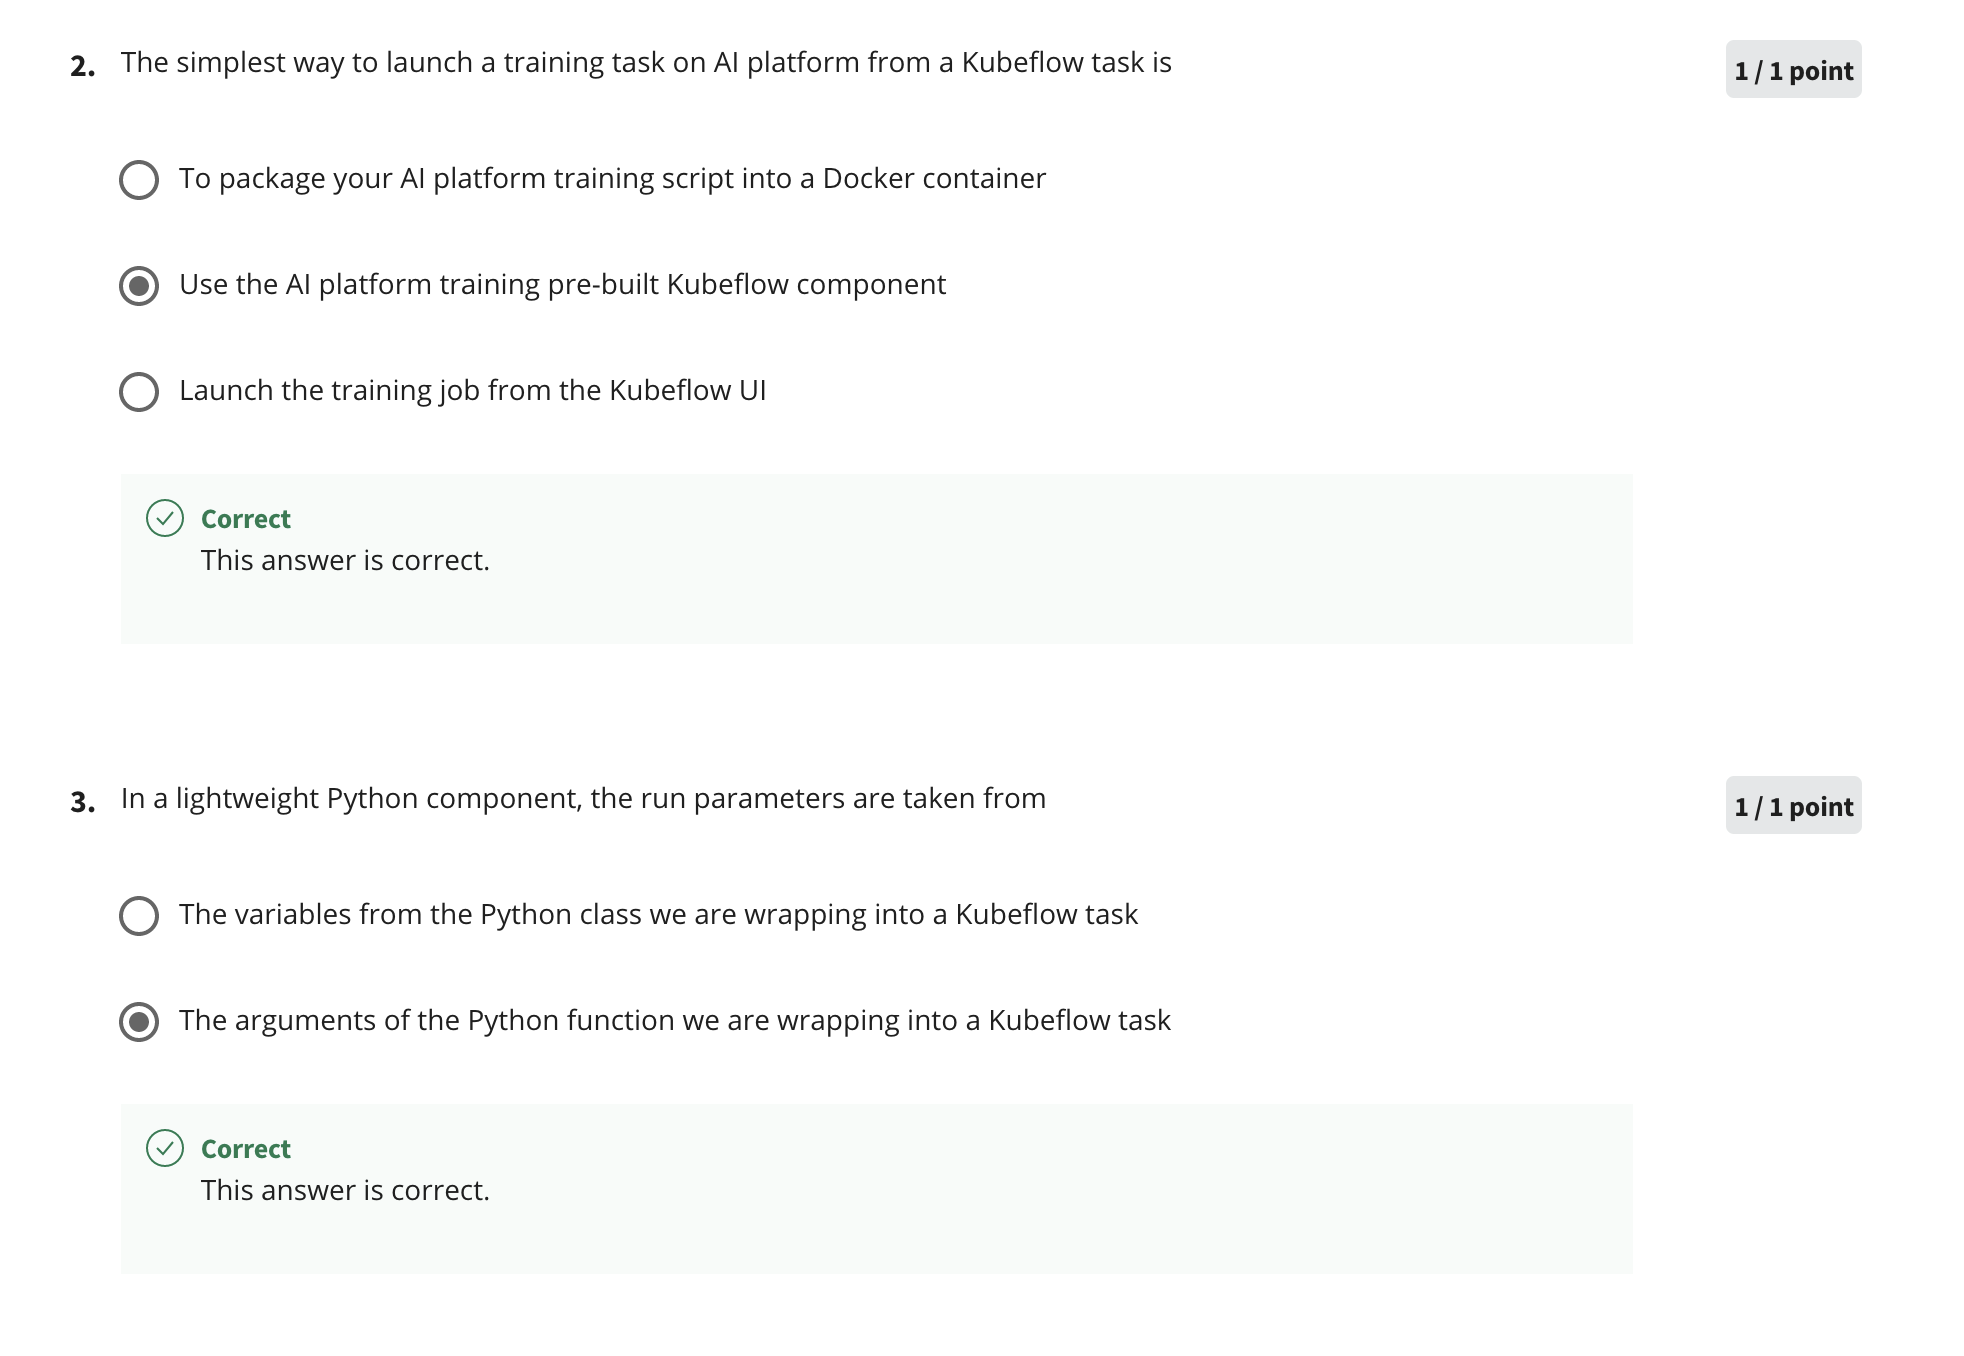 2. The simplest way to launch a training task on AI platform from a Kubeflow task is
1 / 1 point
To package your AI platform training script into a Docker container
Use the AI platform training pre-built Kubeflow component
Launch the training job from the Kubeflow UI
Correct
This answer is correct.
3. In a lightweight Python component, the run parameters are taken from
1 / 1 point
The variables from the Python class we are wrapping into a Kubeflow task
The arguments of the Python function we are wrapping into a Kubeflow task
Correct
This answer is correct.